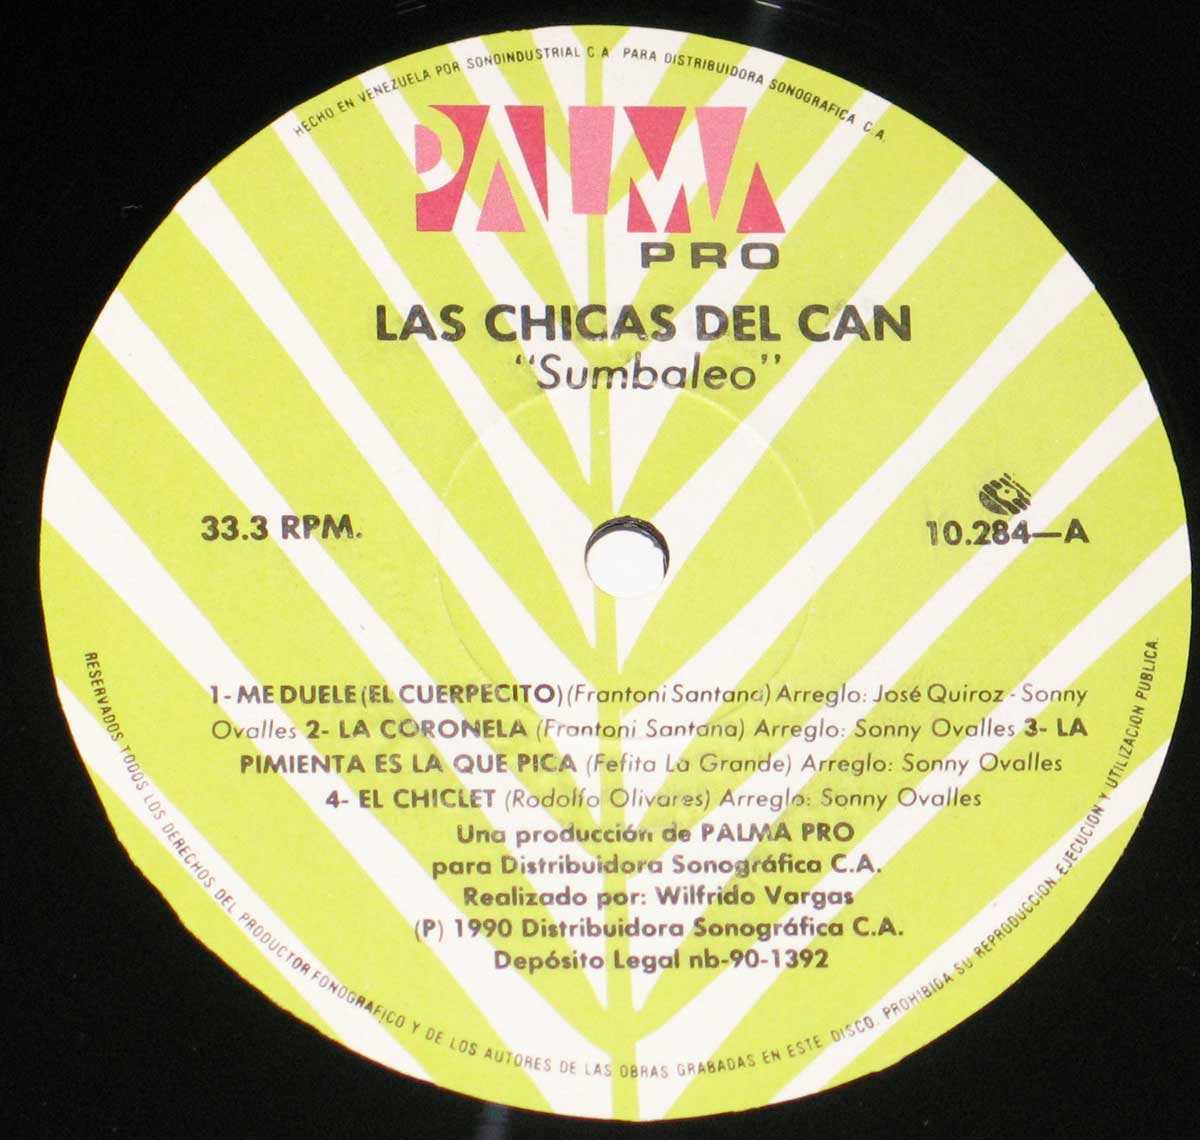 HECHO EN VENEZUELA POR SONOINDUSTRIAL C.A. PARA DISTRIBUIDORA SONOGRAFICA C.A.
PALMA
PRO
LAS CHICAS DEL CAN
"Sumbaleo"
33.3 RPM.
10.284—A
1- ME DUELE (EL CUERPECITO) (Frantoni Santana) Arreglo: José Quiroz - Sonny
Ovalles 2- LA CORONELA (Frantoni Santana) Arreglo: Sonny Ovalles 3- LA
PIMIENTA ES LA QUE PICA (Fefita La Grande) Arreglo: Sonny Ovalles
4- EL CHICLET (Rodolfo Olivares) Arreglo: Sonny Ovalles
Una producción de PALMA PRO
para Distribuidora Sonográfica C.A.
Realizado por: Wilfrido Vargas
(P) 1990 Distribuidora Sonográfica C.A.
Depósito Legal nb-90-1392
RESERVADOS TODOS LOS DERECHOS DEL PRODUCTOR FONOGRAFICO Y DE LOS AUTORES DE LAS OBRAS GRABADAS EN ESTE DISCO. PROHIBIGA SU REPRODUCCION, EJECUCION Y UTILIZACION PUBLICA.